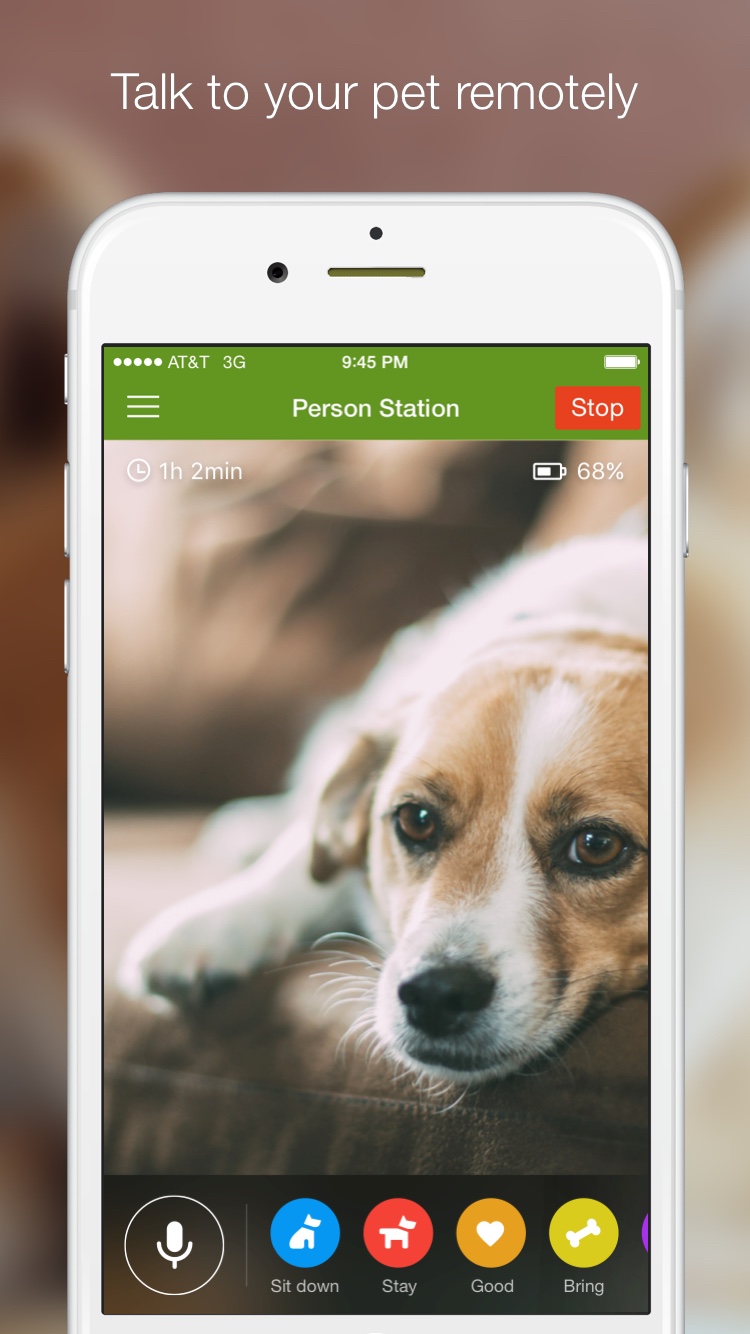 Talk to your pet remotely
AT&T 3G 9:45 PM
Person Station Stop
1h 2min 68%
Sit down Stay Good Bring